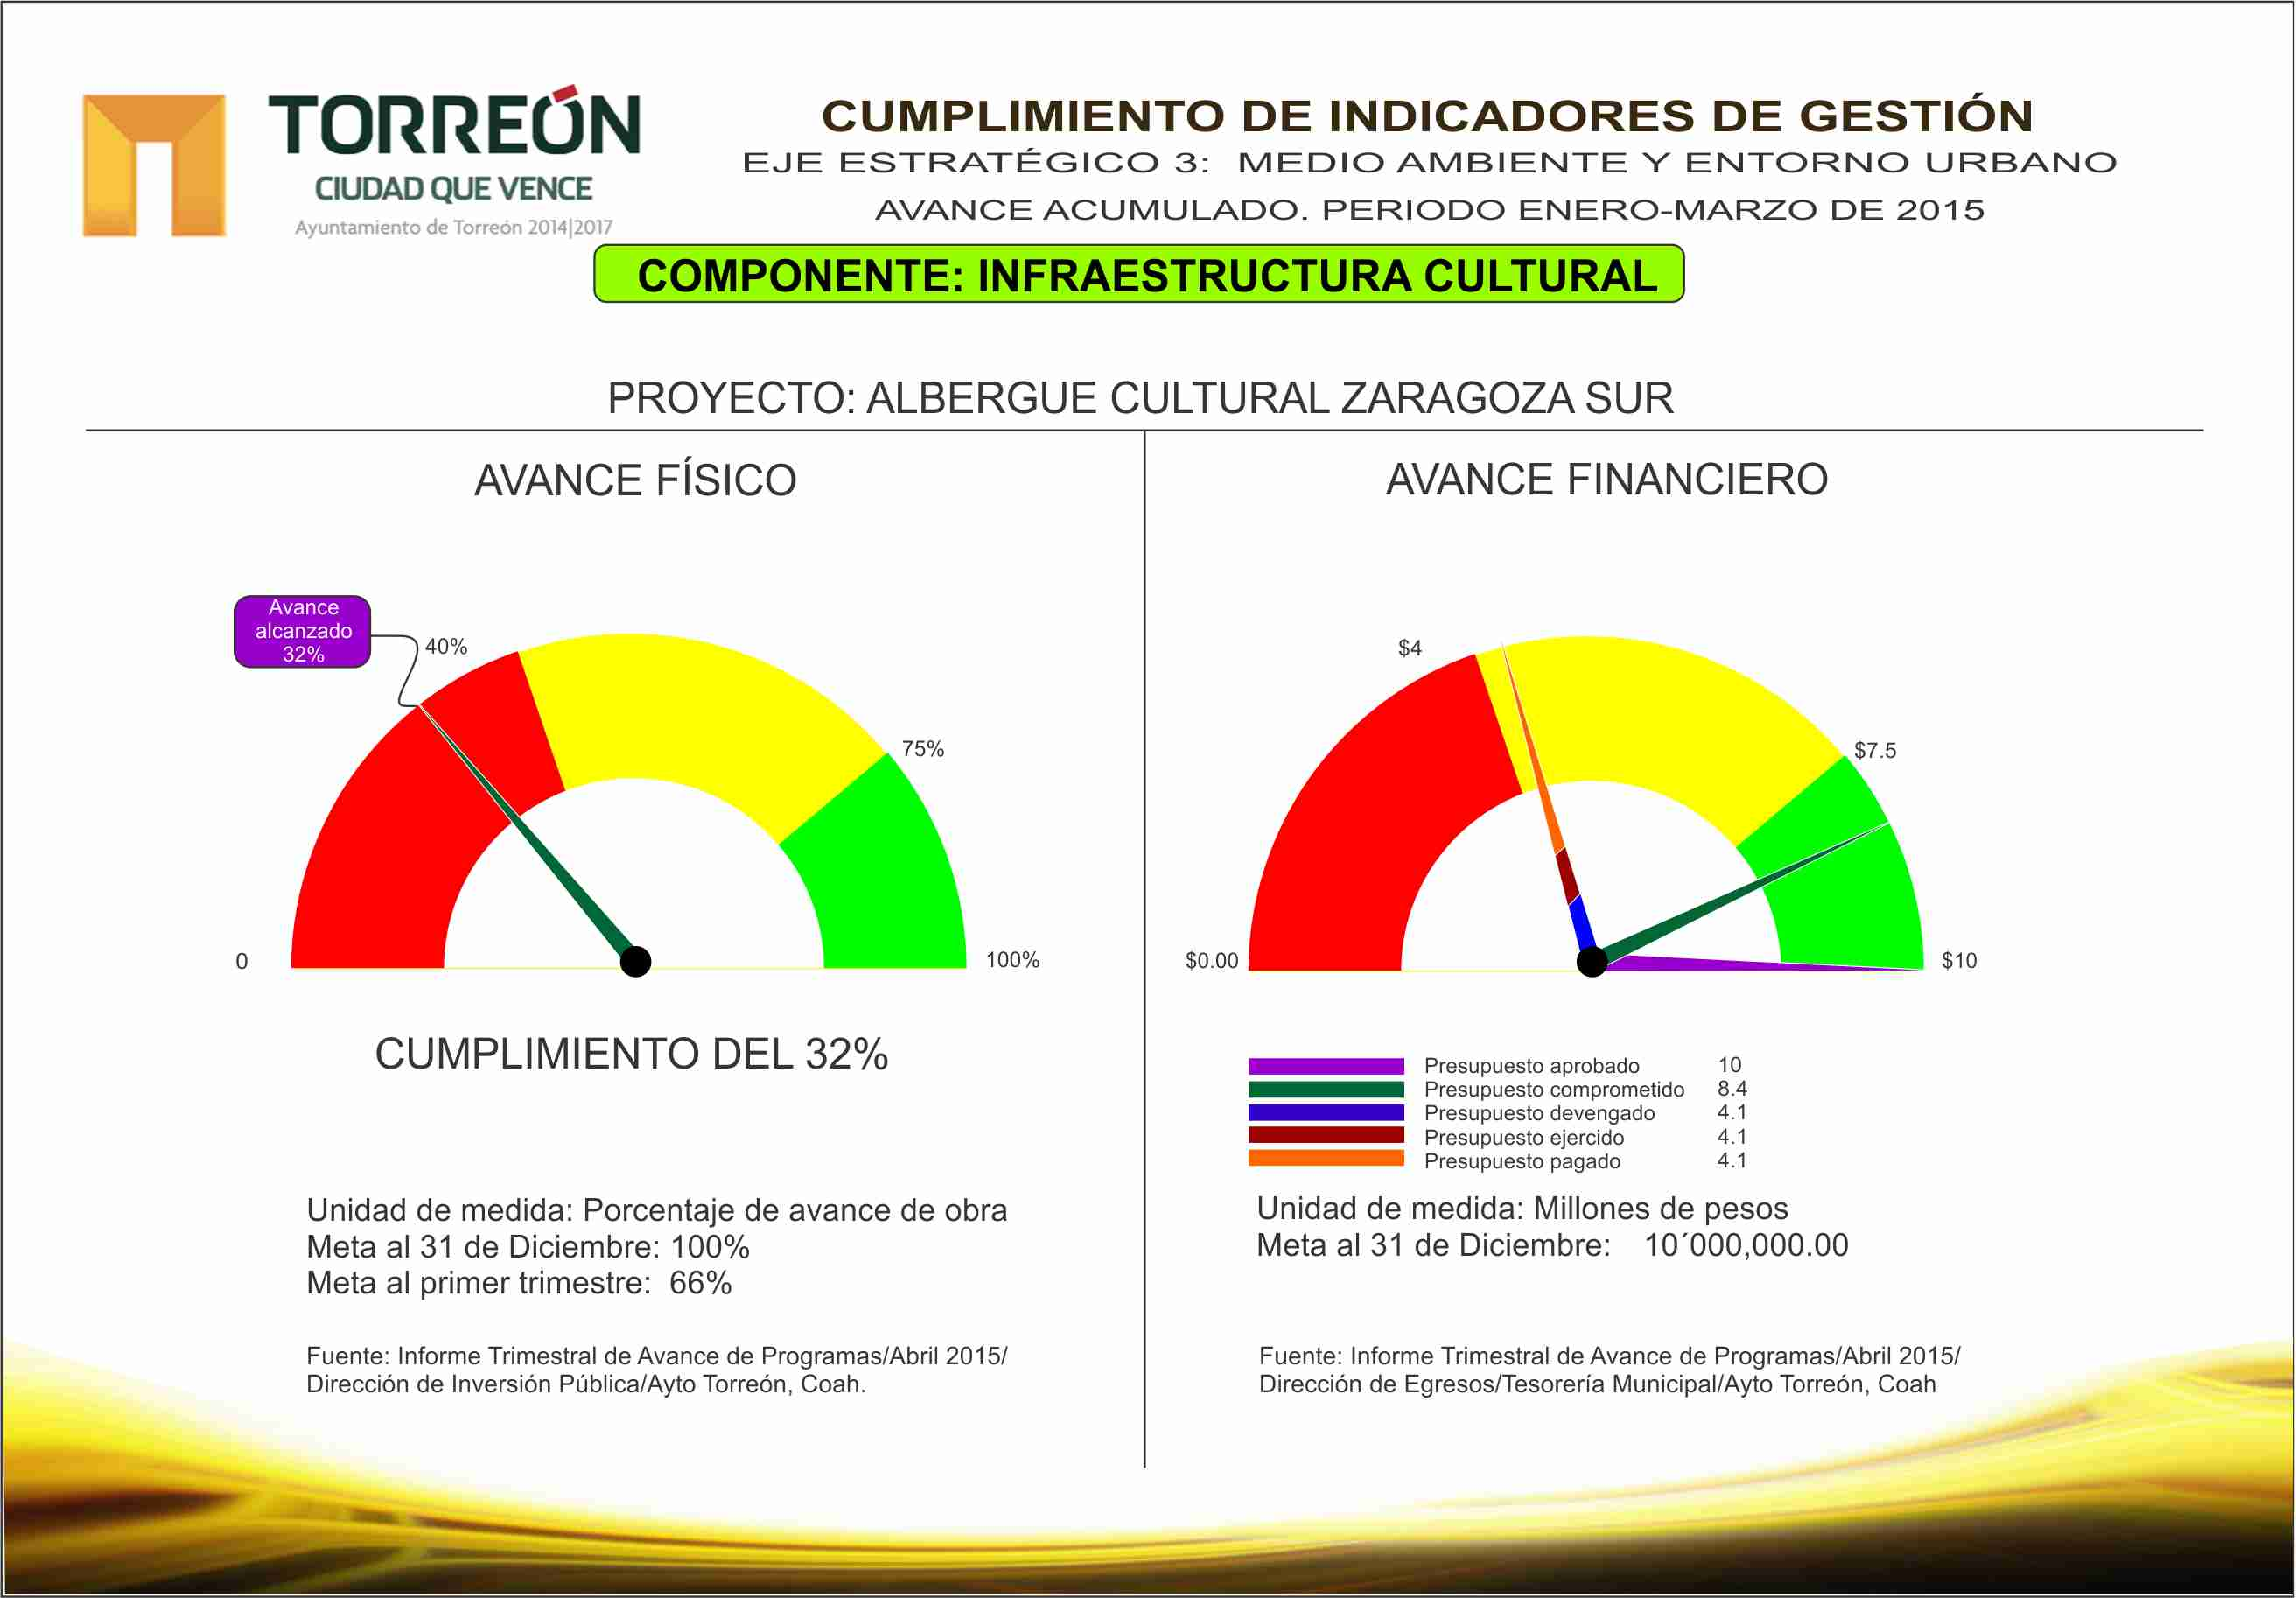 TORREÓN
CIUDAD QUE VENCE
Ayuntamiento de Torreón 2014|2017
CUMPLIMIENTO DE INDICADORES DE GESTIÓN
EJE ESTRATÉGICO 3: MEDIO AMBIENTE Y ENTORNO URBANO
AVANCE ACUMULADO. PERIODO ENERO-MARZO DE 2015
COMPONENTE: INFRAESTRUCTURA CULTURAL
PROYECTO: ALBERGUE CULTURAL ZARAGOZA SUR
AVANCE FÍSICO
Avance
alcanzado
32%
40%
75%
0
100%
CUMPLIMIENTO DEL 32%
Unidad de medida: Porcentaje de avance de obra
Meta al 31 de Diciembre: 100%
Meta al primer trimestre: 66%
Fuente: Informe Trimestral de Avance de Programas/Abril 2015/
Dirección de Inversión Pública/Ayto Torreón, Coah.
AVANCE FINANCIERO
$4
$7.5
$0.00
$10
Presupuesto aprobado 10
Presupuesto comprometido 8.4
Presupuesto devengado 4.1
Presupuesto ejercido 4.1
Presupuesto pagado 4.1
Unidad de medida: Millones de pesos
Meta al 31 de Diciembre: 10´000,000.00
Fuente: Informe Trimestral de Avance de Programas/Abril 2015/
Dirección de Egresos/Tesorería Municipal/Ayto Torreón, Coah